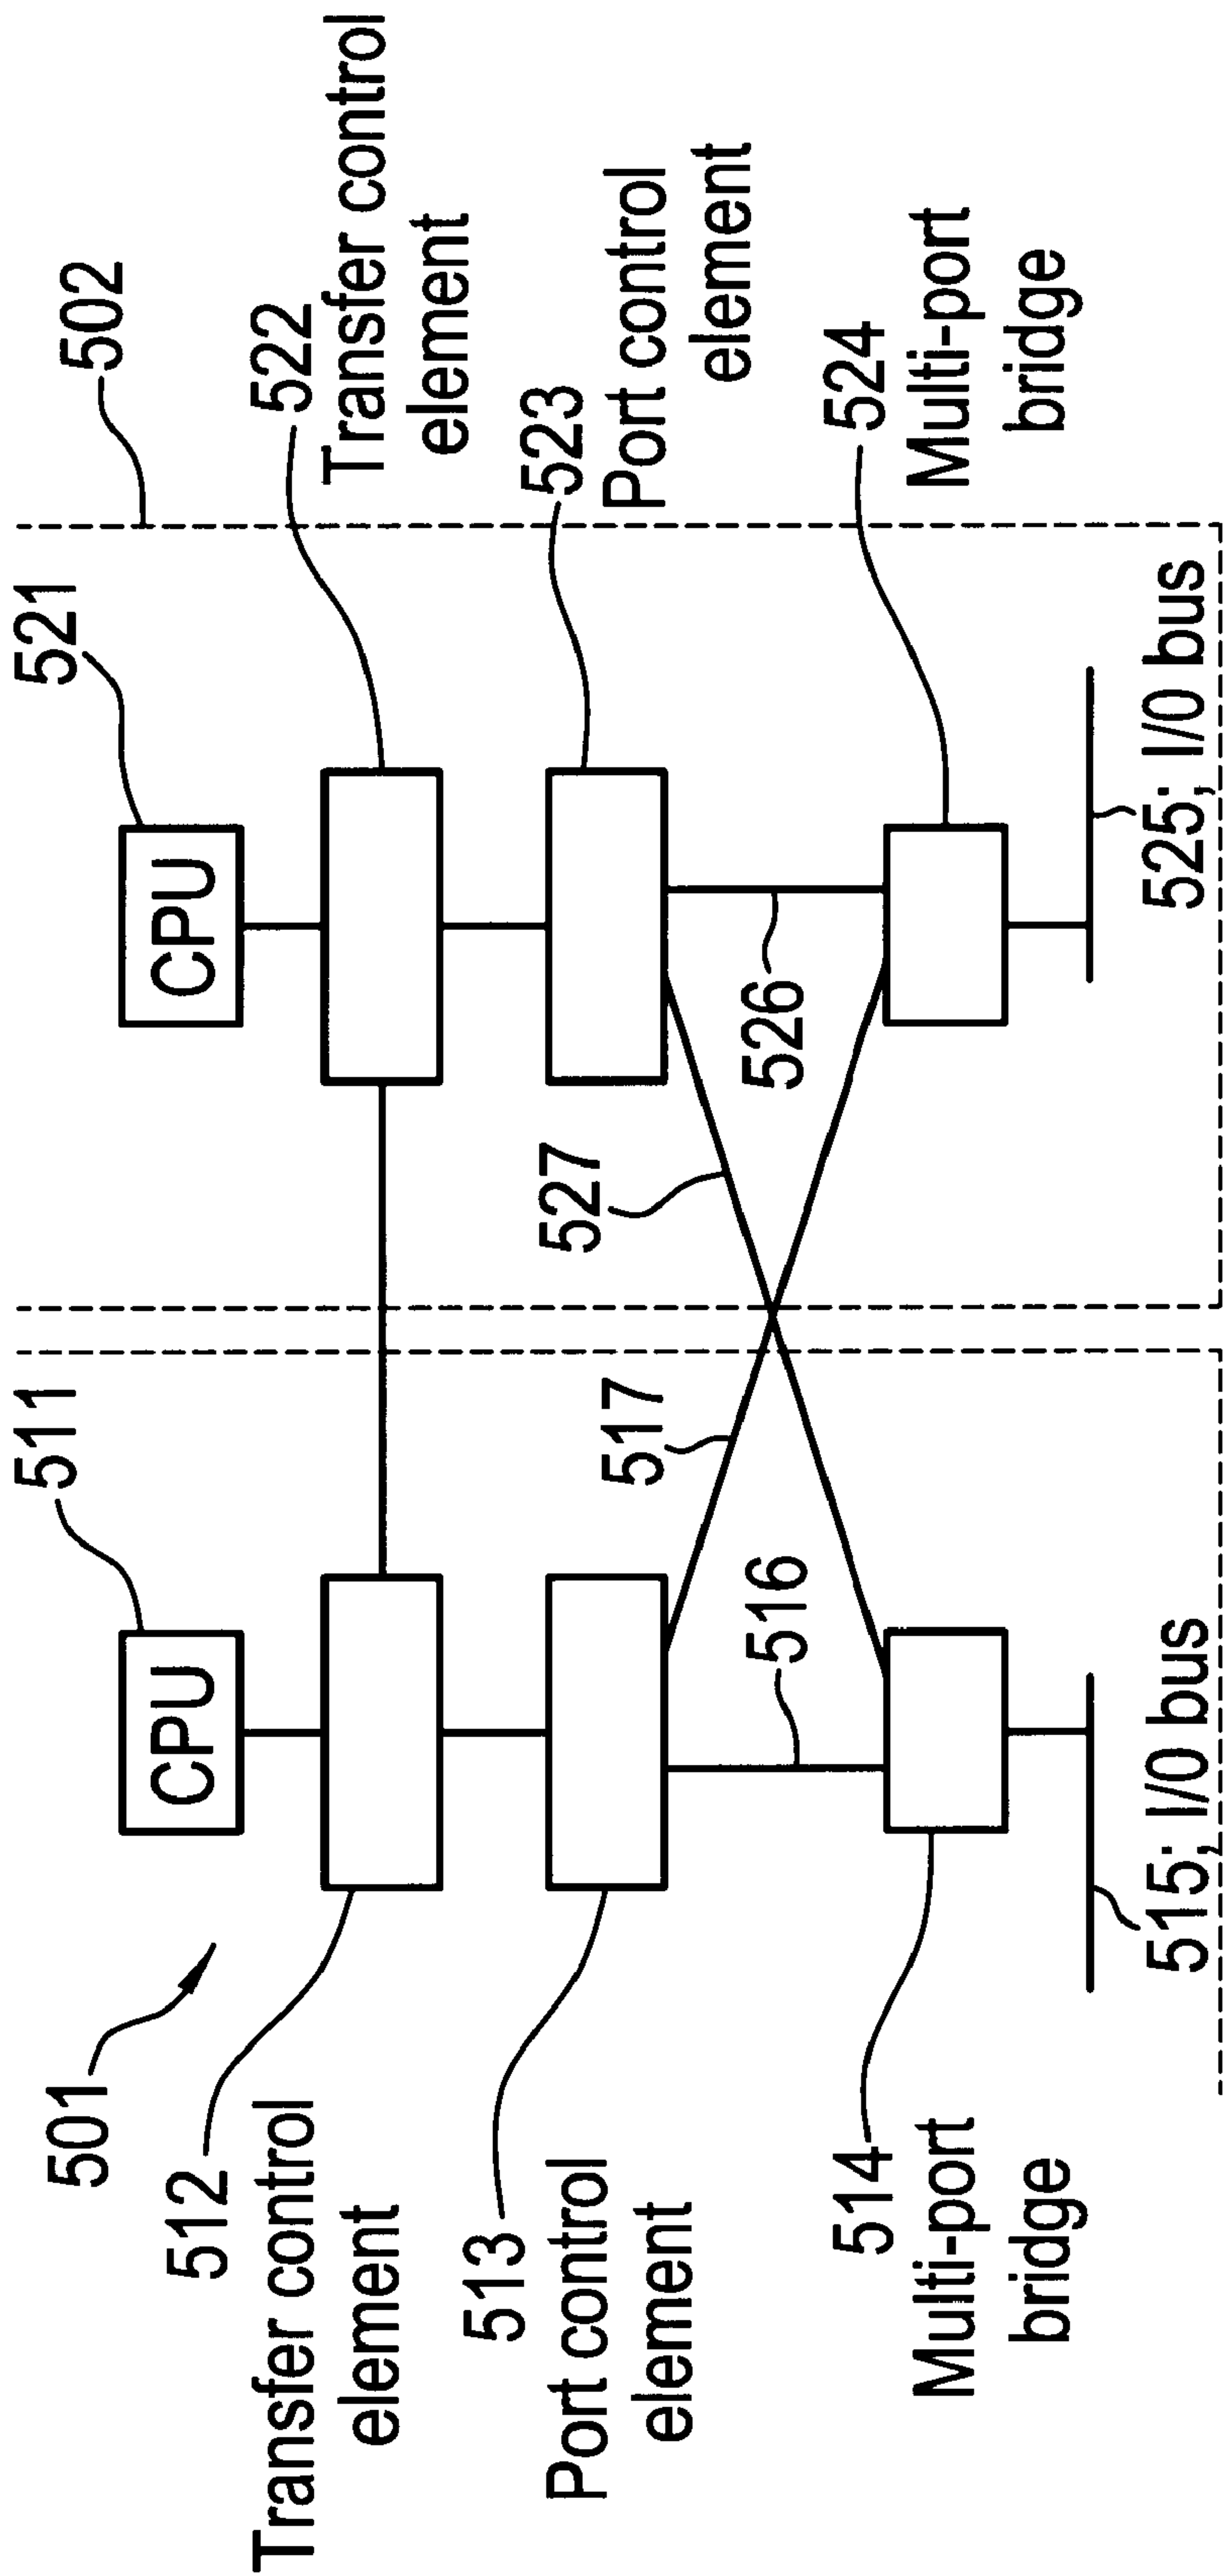 501
511
CPU
512
Transfer control
element
513
Port control
element
516
517
514
Multi-port
bridge
515; I/0 bus
502
521
CPU
522
Transfer control
element
523
Port control
element
527
526
524
Multi-port
bridge
525; I/0 bus